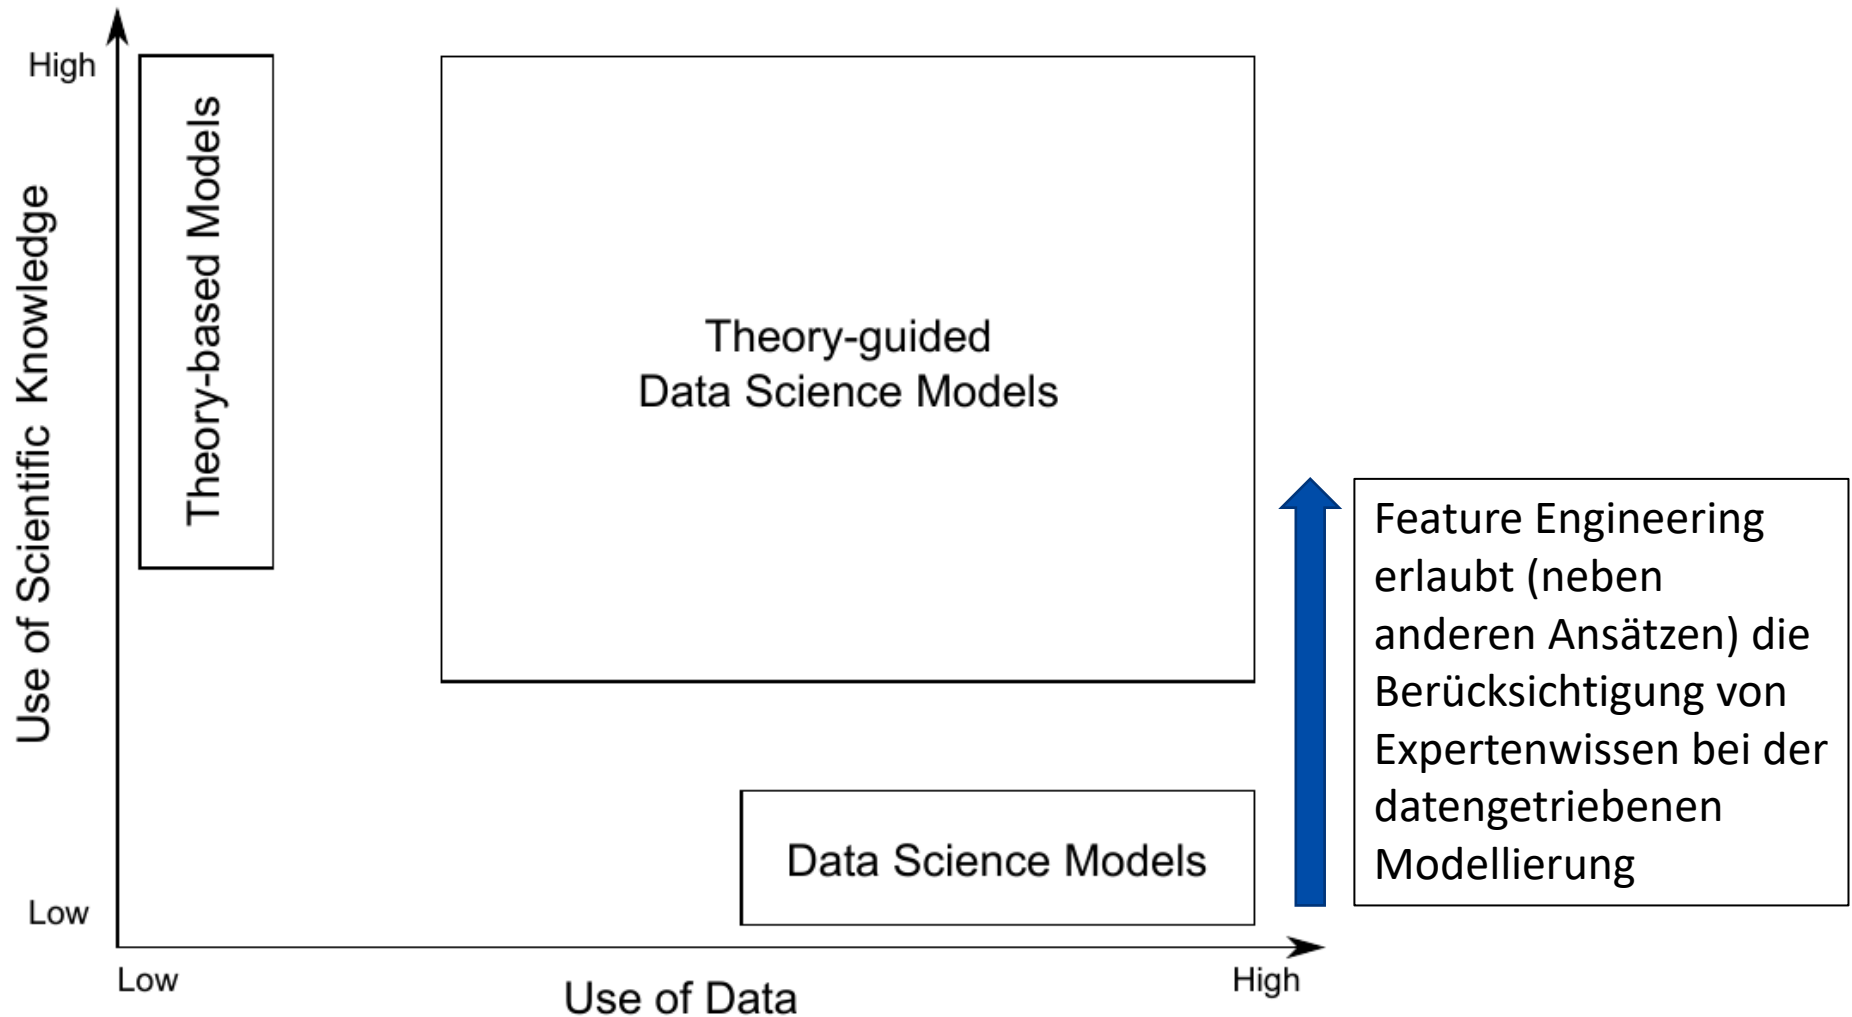 High
Use of Scientific Knowledge
Low
Theory-based Models
Theory-guided
Data Science Models
Data Science Models
Feature Engineering
erlaubt (neben
anderen Ansätzen) die
Berücksichtigung von
Expertenwissen bei der
datengetriebenen
Modellierung
Low
Use of Data
High